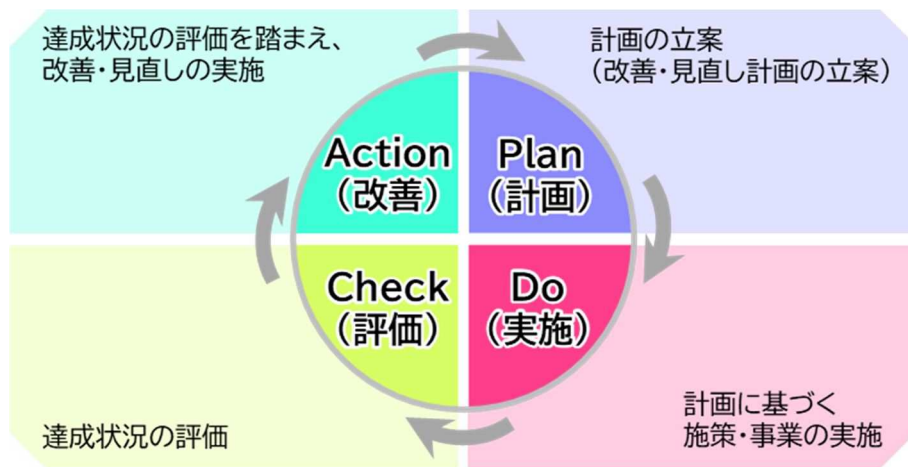 達成状況の評価を踏まえ、
改善・見直しの実施
計画の立案
（改善・見直し計画の立案）
Action
（改善）
Plan
（計画）
Check
（評価）
Do
（実施）
達成状況の評価
計画に基づく
施策・事業の実施